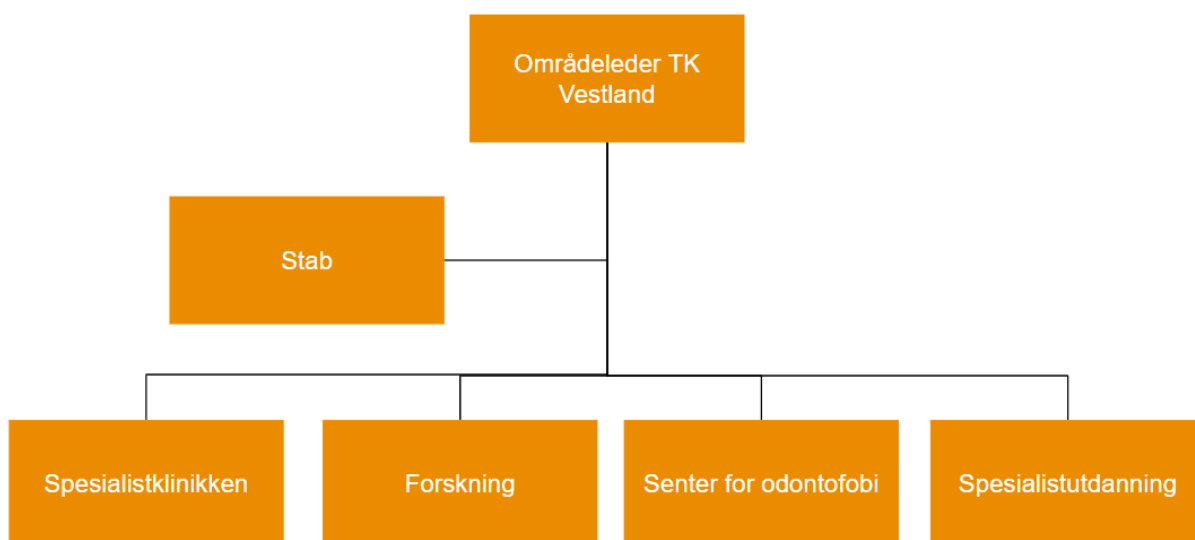 Områdeleder TK
Vestland
Stab
Spesialistklinikken
Forskning
Senter for odontofobi
Spesialistutdanning